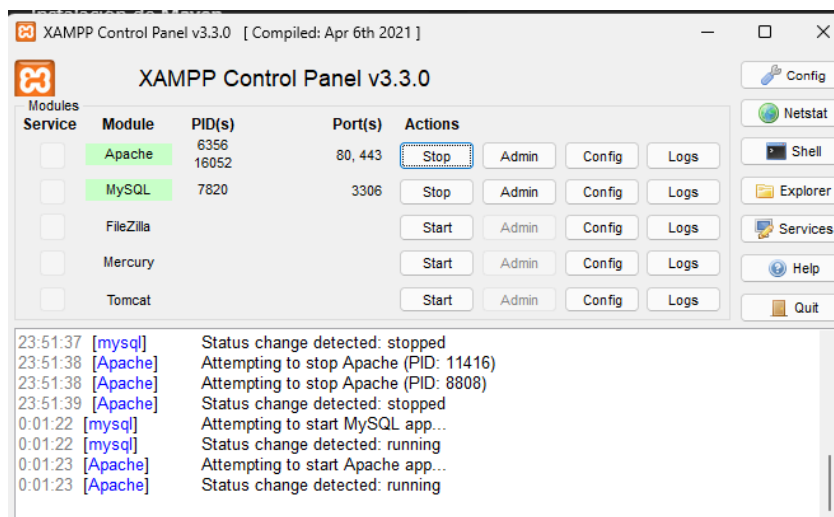 Instalación de Maven
XAMPP Control Panel v3.3.0 [ Compiled: Apr 6th 2021 ]
XAMPP Control Panel v3.3.0
Config
Modules
Service Module PID(s) Port(s) Actions
Netstat
Apache 6356 16052 80, 443 Stop Admin Config Logs
Shell
MySQL 7820 3306 Stop Admin Config Logs
Explorer
FileZilla Start Admin Config Logs
Services
Mercury Start Admin Config Logs
Help
Tomcat Start Admin Config Logs
Quit
23:51:37 [mysql] Status change detected: stopped
23:51:38 [Apache] Attempting to stop Apache (PID: 11416)
23:51:38 [Apache] Attempting to stop Apache (PID: 8808)
23:51:39 [Apache] Status change detected: stopped
0:01:22 [mysql] Attempting to start MySQL app...
0:01:22 [mysql] Status change detected: running
0:01:23 [Apache] Attempting to start Apache app...
0:01:23 [Apache] Status change detected: running